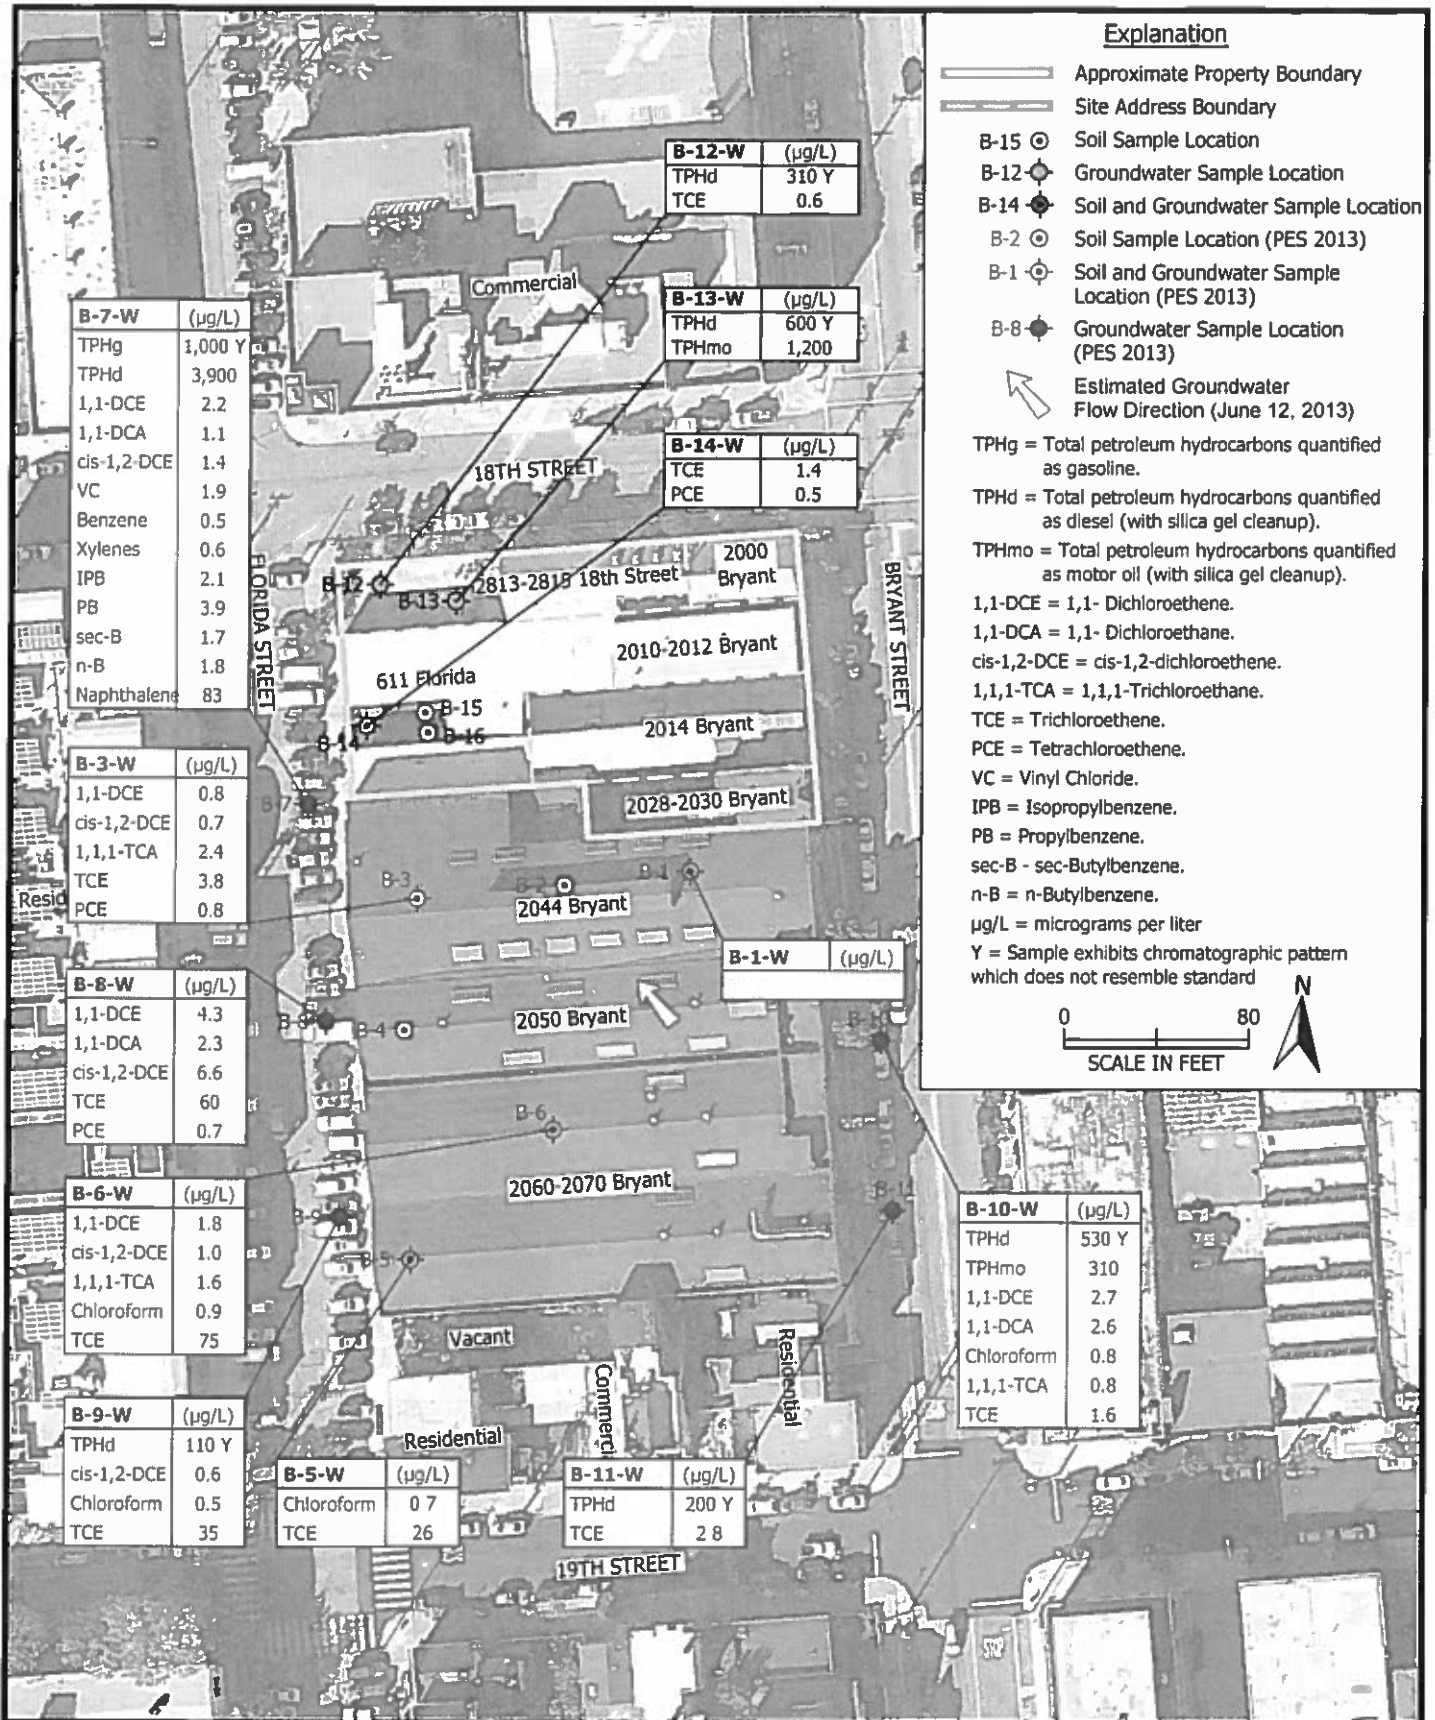 Explanation
Approximate Property Boundary
Site Address Boundary
B-15 Soil Sample Location
B-12 Groundwater Sample Location
B-14 Soil and Groundwater Sample Location
B-2 Soil Sample Location (PES 2013)
B-1 Soil and Groundwater Sample
Location (PES 2013)
B-8 Groundwater Sample Location
(PES 2013)
Estimated Groundwater
Flow Direction (June 12, 2013)
TPHg = Total petroleum hydrocarbons quantified
as gasoline.
TPHd = Total petroleum hydrocarbons quantified
as diesel (with silica gel cleanup).
TPHmo = Total petroleum hydrocarbons quantified
as motor oil (with silica gel cleanup).
1,1-DCE = 1,1- Dichloroethene.
1,1-DCA = 1,1- Dichloroethane.
cis-1,2-DCE = cis-1,2-dichloroethene.
1,1,1-TCA = 1,1,1-Trichloroethane.
TCE = Trichloroethene.
PCE = Tetrachloroethene.
VC = Vinyl Chloride.
IPB = Isopropylbenzene.
PB = Propylbenzene.
sec-B - sec-Butylbenzene.
n-B = n-Butylbenzene.
µg/L = micrograms per liter
Y = Sample exhibits chromatographic pattern
which does not resemble standard
N
0 80
SCALE IN FEET
B-12-W (µg/L)
TPHd 310 Y
TCE 0.6
Commercial
B-13-W (µg/L)
TPHd 600 Y
TPHmo 1,200
B-14-W (µg/L)
TCE 1.4
PCE 0.5
18TH STREET
FLORIDA STREET
BRYANT STREET
B-7-W (µg/L)
TPHg 1,000 Y
TPHd 3,900
1,1-DCE 2.2
1,1-DCA 1.1
cis-1,2-DCE 1.4
VC 1.9
Benzene 0.5
Xylenes 0.6
IPB 2.1
PB 3.9
sec-B 1.7
n-B 1.8
Naphthalene 83
2000
Bryant
B-12
B-13
2813-2815 18th Street
2010-2012 Bryant
611 Florida
B-15
B-14
B-16
2014 Bryant
2028-2030 Bryant
B-7
B-3-W (µg/L)
1,1-DCE 0.8
cis-1,2-DCE 0.7
1,1,1-TCA 2.4
TCE 3.8
PCE 0.8
Resid
B-3
B-2
B-1
2044 Bryant
B-1-W (µg/L)
B-8-W (µg/L)
1,1-DCE 4.3
1,1-DCA 2.3
cis-1,2-DCE 6.6
TCE 60
PCE 0.7
B-8
B-4
2050 Bryant
B-10
B-6
B-6-W (µg/L)
1,1-DCE 1.8
cis-1,2-DCE 1.0
1,1,1-TCA 1.6
Chloroform 0.9
TCE 75
2060-2070 Bryant
B-11
B-9
B-5
B-10-W (µg/L)
TPHd 530 Y
TPHmo 310
1,1-DCE 2.7
1,1-DCA 2.6
Chloroform 0.8
1,1,1-TCA 0.8
TCE 1.6
Vacant
Residential
Commerci
Residential
B-9-W (µg/L)
TPHd 110 Y
cis-1,2-DCE 0.6
Chloroform 0.5
TCE 35
B-5-W (µg/L)
Chloroform 0 7
TCE 26
B-11-W (µg/L)
TPHd 200 Y
TCE 2 8
19TH STREET
STOP